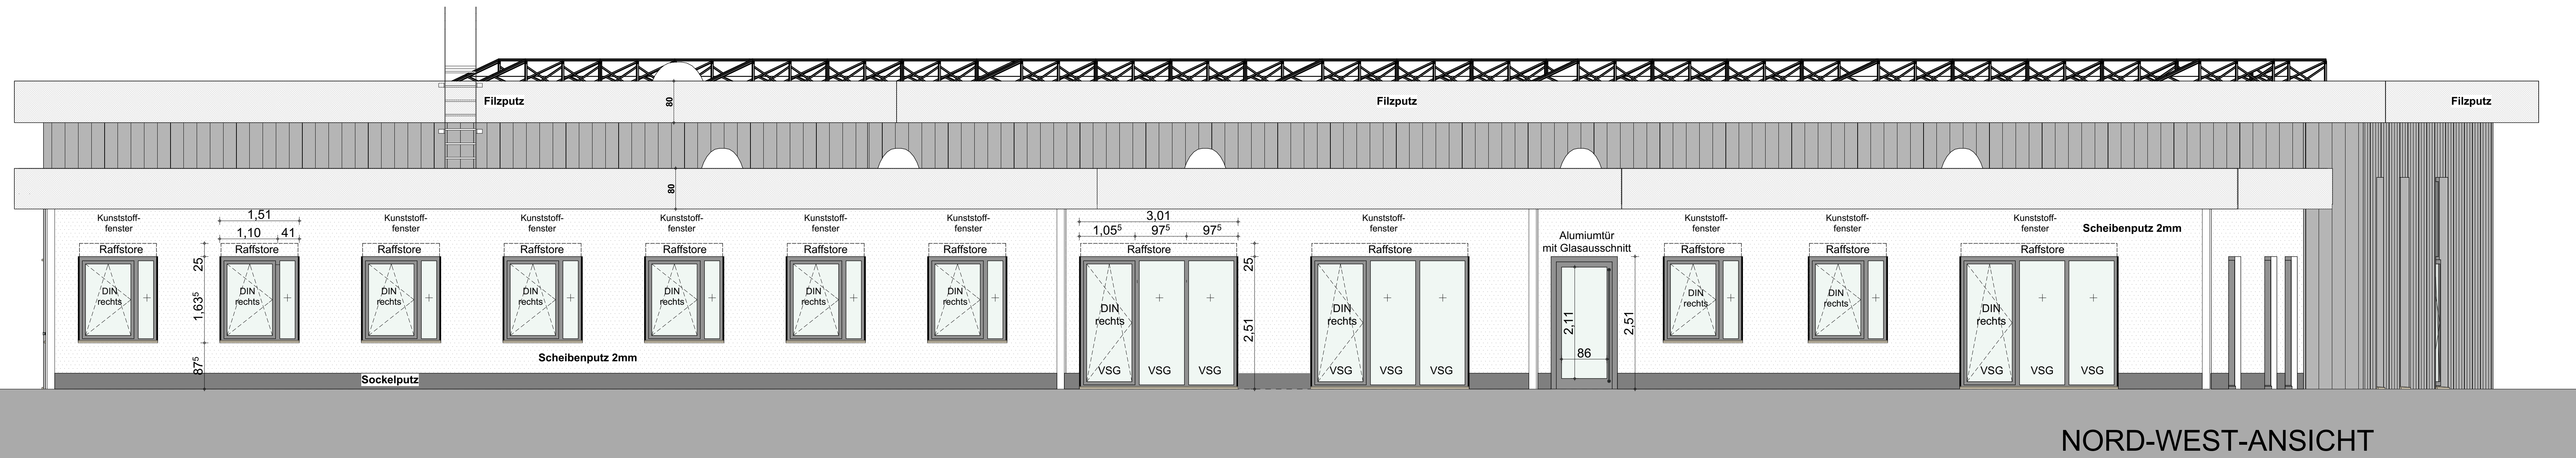 Filzputz
80
Filzputz
Filzputz
80
Kunststoff-
fenster
1,51
1,10 41
Kunststoff-
fenster
Kunststoff-
fenster
Kunststoff-
fenster
Kunststoff-
fenster
Kunststoff-
fenster
3,01
1,05⁵ 97⁵ 97⁵
Kunststoff-
fenster
Alumiumtür
mit Glasausschnitt
Kunststoff-
fenster
Kunststoff-
fenster
Kunststoff-
fenster
Scheibenputz 2mm
Raffstore
Raffstore
Raffstore
Raffstore
Raffstore
Raffstore
Raffstore
Raffstore
Raffstore
Raffstore
Raffstore
Raffstore
25
1,63⁵
87⁵
25
2,51
2,11
86
2,51
DIN
rechts
DIN
rechts
DIN
rechts
DIN
rechts
DIN
rechts
DIN
rechts
DIN
rechts
DIN
rechts
DIN
rechts
DIN
rechts
DIN
rechts
DIN
rechts
VSG VSG VSG
VSG VSG VSG
VSG VSG VSG
Scheibenputz 2mm
Sockelputz
NORD-WEST-ANSICHT